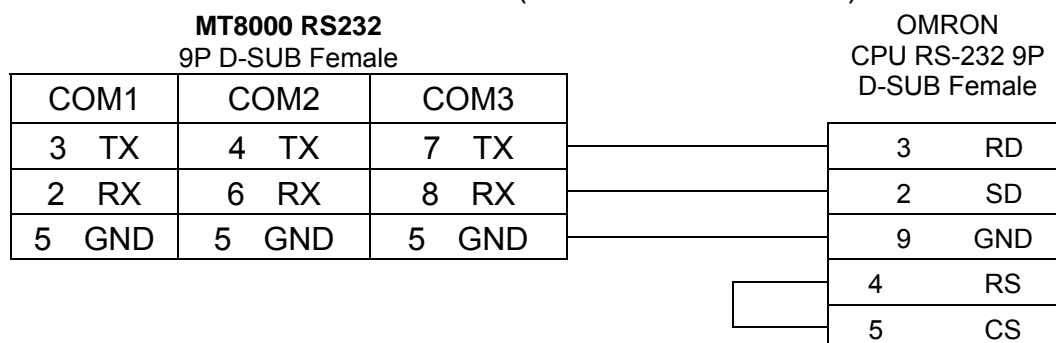 MT8000 RS232
9P D-SUB Female
OMRON
CPU RS-232 9P
D-SUB Female
COM1 COM2 COM3
3 TX 4 TX 7 TX 3 RD
2 RX 6 RX 8 RX 2 SD
5 GND 5 GND 5 GND 9 GND
4 RS
5 CS